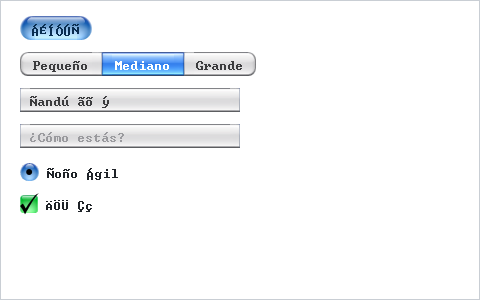 ÁÉÍÓÚÑ
Pequeño Mediano Grande
Ñandú ãõ ý
¿Cómo estás?
Ñoño Ágil
ÄÖÜ Çç